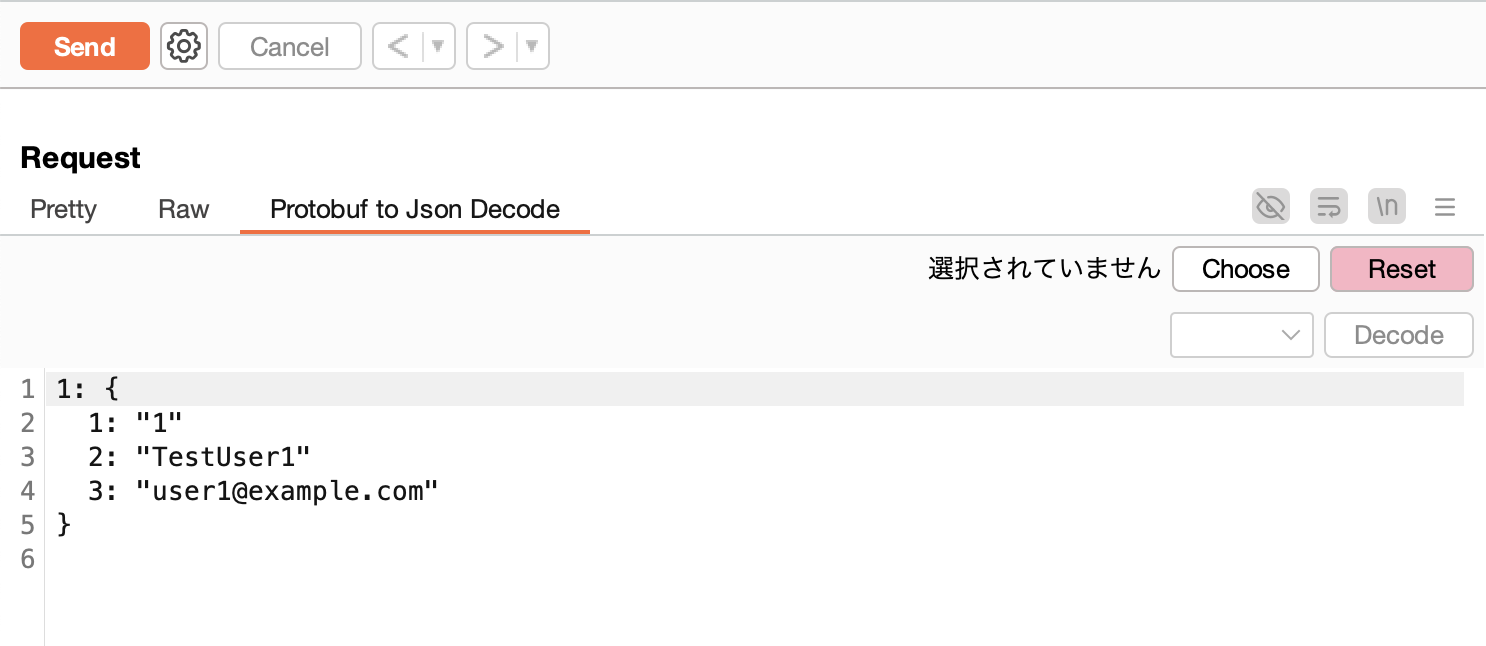 Send Cancel < ▼ > ▼
Request
Pretty Raw Protobuf to Json Decode \n
選択されていません Choose Reset
Decode
1 1: {
2   1: "1"
3   2: "TestUser1"
4   3: "user1@example.com"
5 }
6